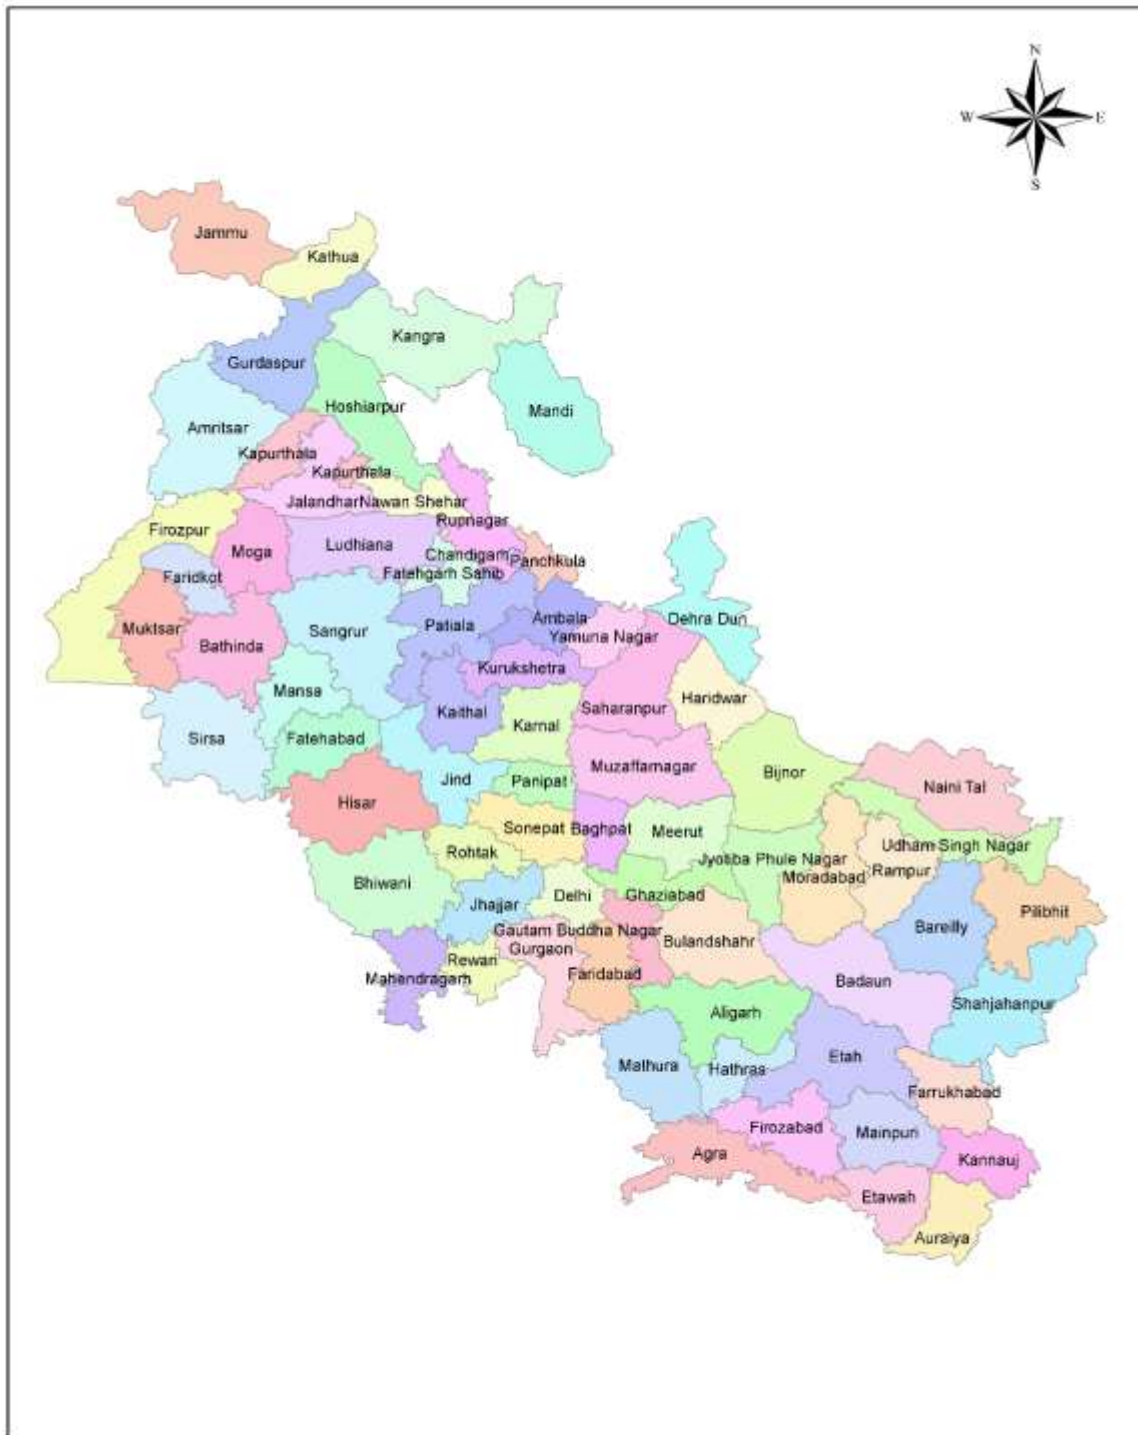 N
W E
S
Jammu
Kathua
Kangra
Gurdaspur
Hoshiarpur
Mandi
Amritsar
Kapurthala
Kapurthala
Jalandhar Nawan Shehar
Rupnagar
Firozpur
Moga
Ludhiana
Chandigarh
Panchkula
Fatehgarh Sahib
Faridkot
Muktsar
Bathinda
Sangrur
Patiala
Ambala
Yamuna Nagar
Dehra Dun
Kurukshetra
Mansa
Kaithal
Karnal
Saharanpur
Haridwar
Sirsa
Fatehabad
Jind
Panipat
Muzaffarnagar
Bijnor
Naini Tal
Hisar
Sonepat
Baghpat
Meerut
Udham Singh Nagar
Rohtak
Jyotiba Phule Nagar
Moradabad
Rampur
Bhiwani
Jhajjar
Delhi
Ghaziabad
Pilibhit
Bareilly
Gautam Buddha Nagar
Gurgaon
Bulandshahr
Rewari
Mahendragarh
Faridabad
Badaun
Shahjahanpur
Aligarh
Mathura
Hathras
Etah
Farrukhabad
Firozabad
Mainpuri
Agra
Kannauj
Etawah
Auraiya